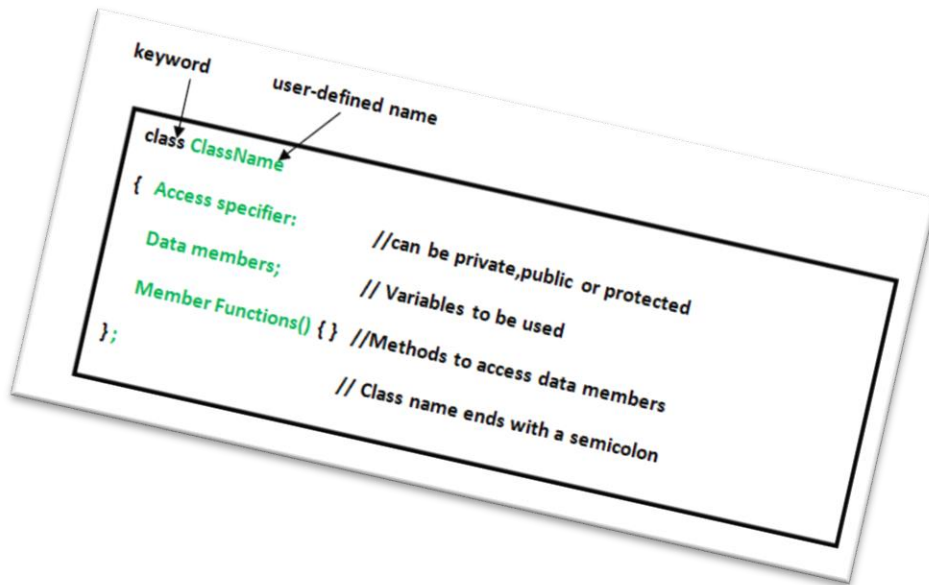 keyword
user-defined name
class ClassName
{ Access specifier: //can be private,public or protected
Data members; // Variables to be used
Member Functions() { } //Methods to access data members
}; // Class name ends with a semicolon